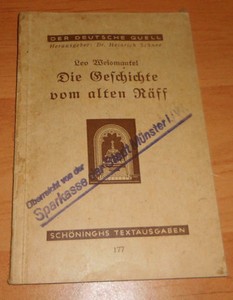 DER DEUTSCHE QUELL
Herausgeber: Dr. Heinrich Schnee
Leo Weismantel
Die Geschichte
vom alten Räff
Überreicht von der
Sparkasse der Stadt Münster i. W.
SCHÖNINGHS TEXTAUSGABEN
177